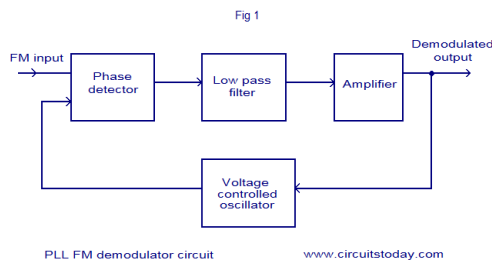 Fig 1
FM input
Demodulated
output
Phase
detector
Low pass
filter
Amplifier
Voltage
controlled
oscillator
PLL FM demodulator circuit
www.circuitstoday.com